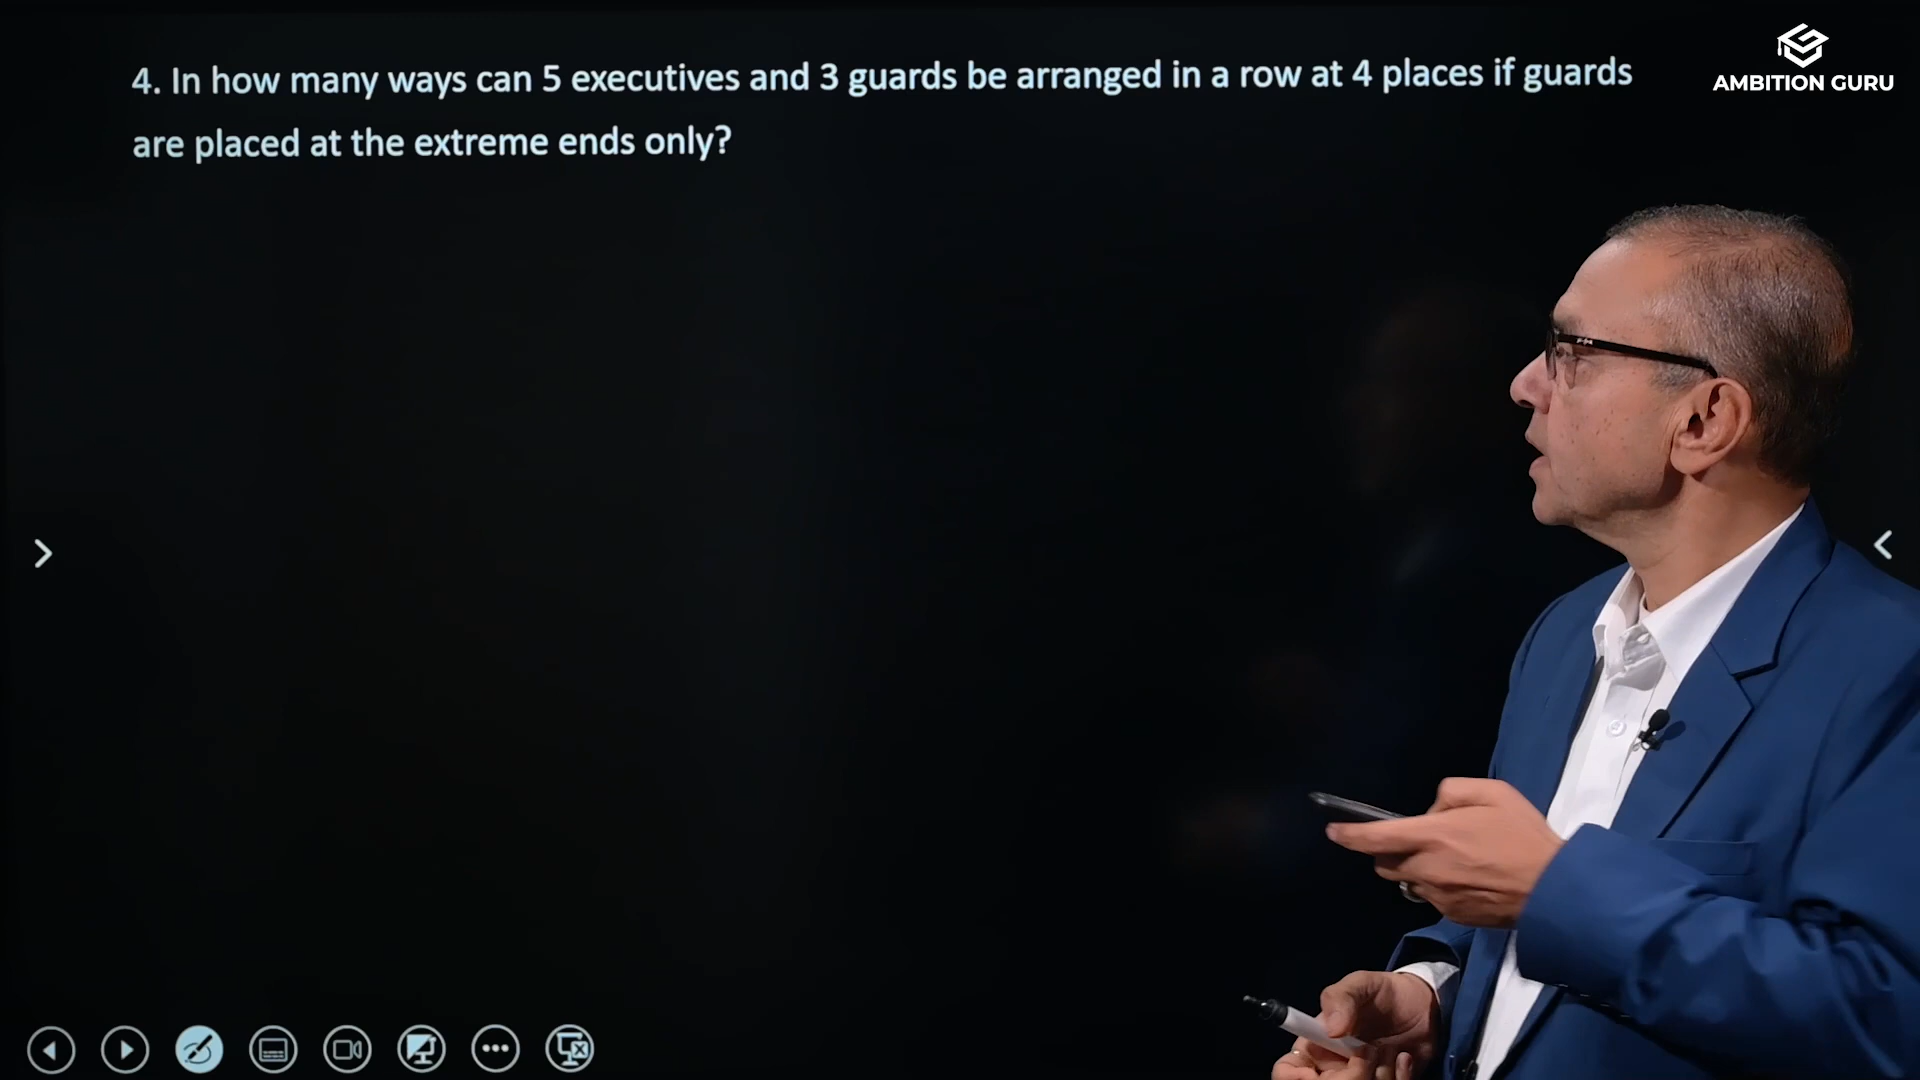 AMBITION GURU
4. In how many ways can 5 executives and 3 guards be arranged in a row at 4 places if guards
are placed at the extreme ends only?